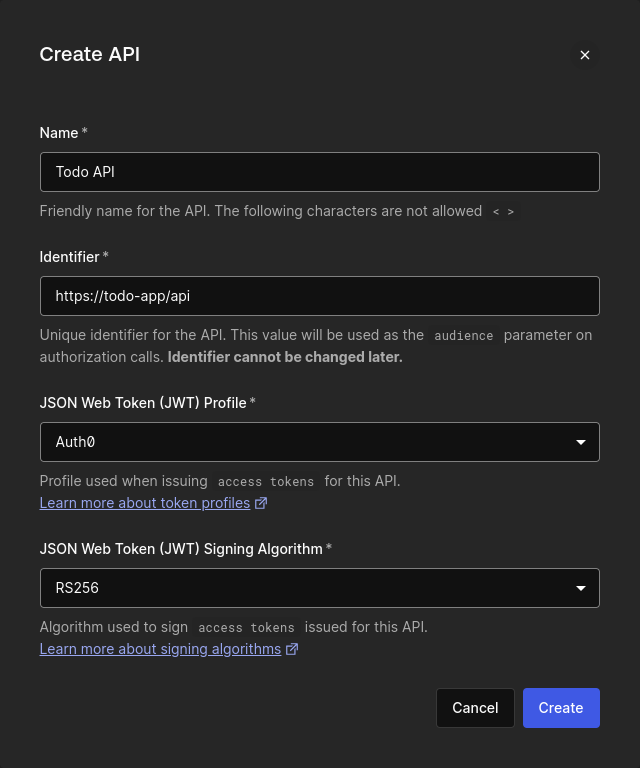 Create API
Name *
Todo API
Friendly name for the API. The following characters are not allowed < >
Identifier *
https://todo-app/api
Unique identifier for the API. This value will be used as the audience parameter on
authorization calls. Identifier cannot be changed later.
JSON Web Token (JWT) Profile *
Auth0
Profile used when issuing access tokens for this API.
Learn more about token profiles
JSON Web Token (JWT) Signing Algorithm *
RS256
Algorithm used to sign access tokens issued for this API.
Learn more about signing algorithms
Cancel Create